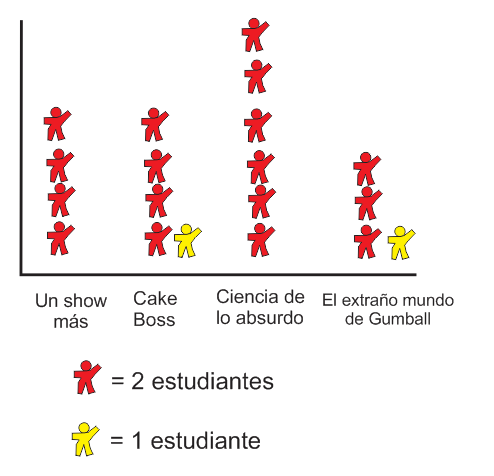 Un show
más
Cake
Boss
Ciencia de
lo absurdo
El extraño mundo
de Gumball
= 2 estudiantes
= 1 estudiante